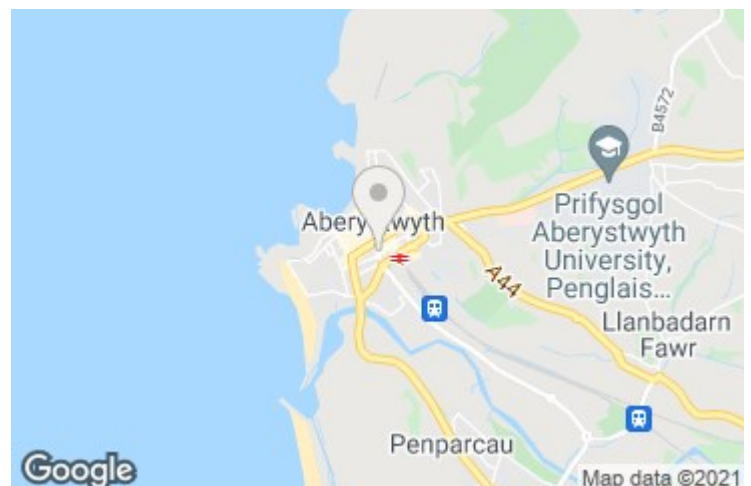 B4572
Aberystwyth
Prifysgol
Aberystwyth
University,
Penglais...
A44
Llanbadarn
Fawr
Penparcau
Google
Map data ©2021